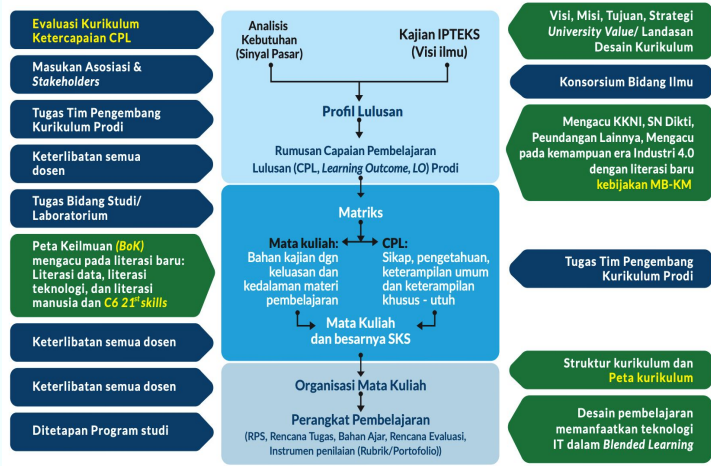 Evaluasi Kurikulum
Ketercapaian CPL
Masukan Asosiasi &
Stakeholders
Tugas Tim Pengembang
Kurikulum Prodi
Keterlibatan semua
dosen
Tugas Bidang Studi/
Laboratorium
Peta Keilmuan (BoK)
mengacu pada literasi baru:
Literasi data, literasi
teknologi, dan literasi
manusia dan C6 21st skills
Keterlibatan semua dosen
Keterlibatan semua dosen
Ditetapan Program studi
Analisis
Kebutuhan
(Sinyal Pasar)
Kajian IPTEKS
(Visi ilmu)
Profil Lulusan
Rumusan Capaian Pembelajaran
Lulusan (CPL, Learning Outcome, LO) Prodi
Matriks
Mata kuliah:
Bahan kajian dgn
keluasan dan
kedalaman materi
pembelajaran
CPL:
Sikap, pengetahuan,
keterampilan umum
dan keterampilan
khusus - utuh
Mata Kuliah
dan besarnya SKS
Organisasi Mata Kuliah
Perangkat Pembelajaran
(RPS, Rencana Tugas, Bahan Ajar, Rencana Evaluasi,
Instrumen penilaian (Rubrik/Portofolio))
Visi, Misi, Tujuan, Strategi
University Value/ Landasan
Desain Kurikulum
Konsorsium Bidang Ilmu
Mengacu KKNI, SN Dikti,
Peundangan Lainnya, Mengacu
pada kemampuan era Industri 4.0
dengan literasi baru
kebijakan MB-KM
Tugas Tim Pengembang
Kurikulum Prodi
Struktur kurikulum dan
Peta kurikulum
Desain pembelajaran
memanfaatkan teknologi
IT dalam Blended Learning